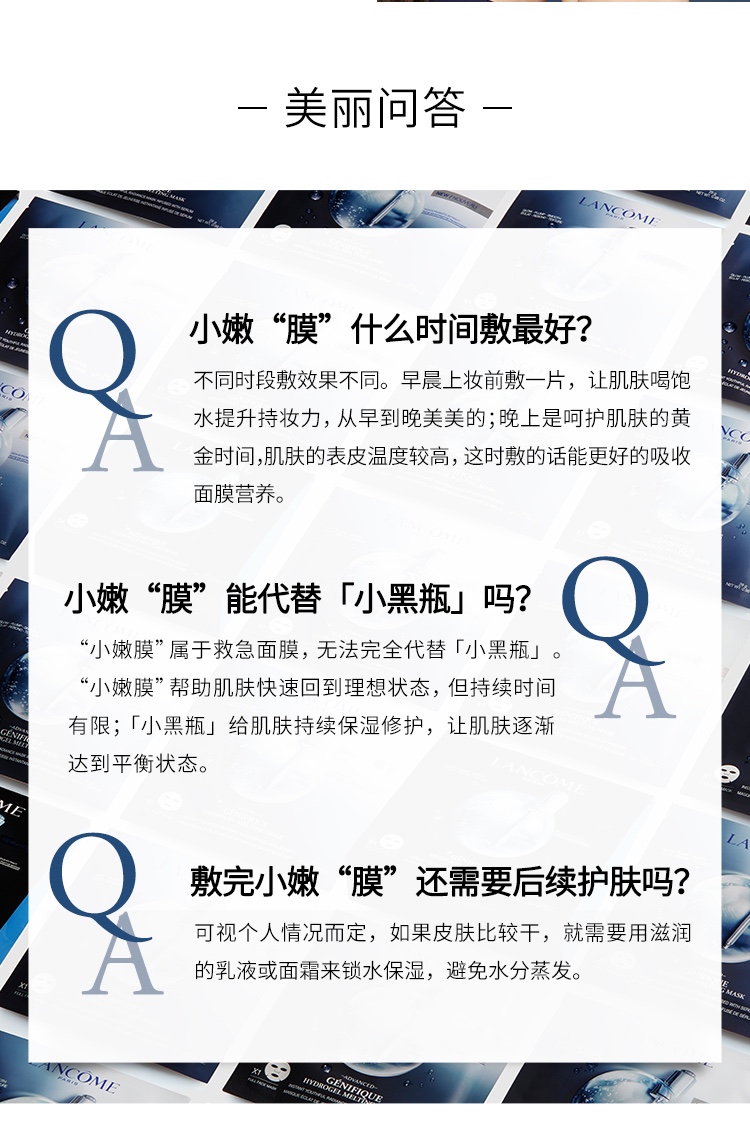 — 美丽问答 —
LANCOME
Q
A
小嫩“膜”什么时间敷最好？
不同时段敷效果不同。早晨上妆前敷一片，让肌肤喝饱
水提升持妆力，从早到晚美美的；晚上是呵护肌肤的黄
金时间，肌肤的表皮温度较高，这时敷的话能更好的吸收
面膜营养。
小嫩“膜”能代替「小黑瓶」吗？
Q
A
“小嫩膜”属于救急面膜，无法完全代替「小黑瓶」。
“小嫩膜”帮助肌肤快速回到理想状态，但持续时间
有限；「小黑瓶」给肌肤持续保湿修护，让肌肤逐渐
达到平衡状态。
Q
A
敷完小嫩“膜”还需要后续护肤吗？
可视个人情况而定，如果皮肤比较干，就需要用滋润
的乳液或面霜来锁水保湿，避免水分蒸发。
LANCOME
PARIS
X1
FULL FACE MASK
—ADVANCED—
GÉNIFIQUE
HYDROGEL MELTING MASK